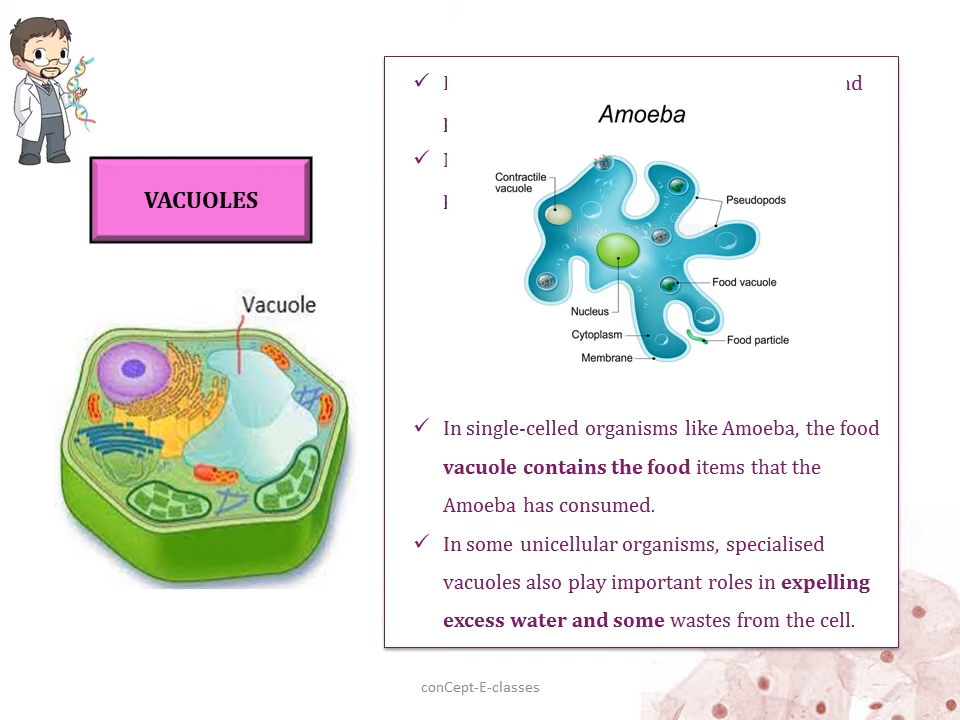 VACUOLES
Vacuole
Amoeba
Contractile
vacuole
Pseudopods
Food vacuole
Nucleus
Cytoplasm
Food particle
Membrane
✓ In single-celled organisms like Amoeba, the food
vacuole contains the food items that the
Amoeba has consumed.
✓ In some unicellular organisms, specialised
vacuoles also play important roles in expelling
excess water and some wastes from the cell.
conCept-E-classes